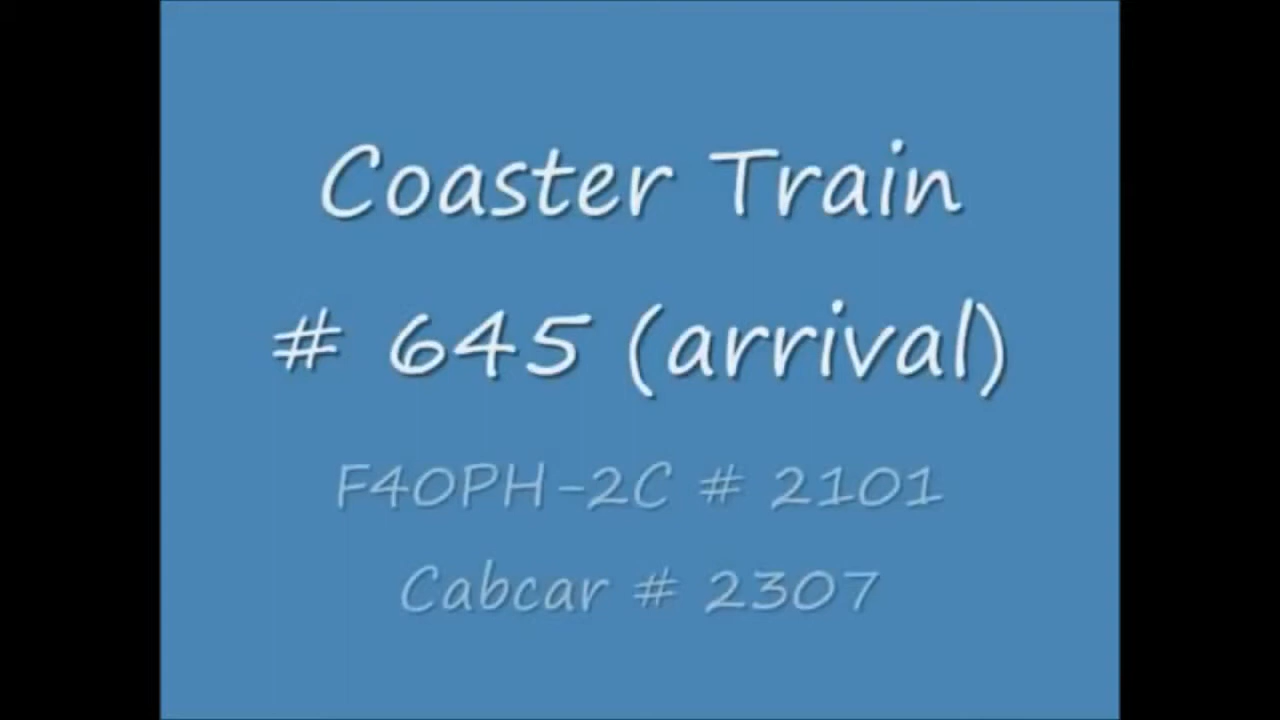 Coaster Train
# 645 (arrival)
F40PH-2C # 2101
Cabcar # 2307